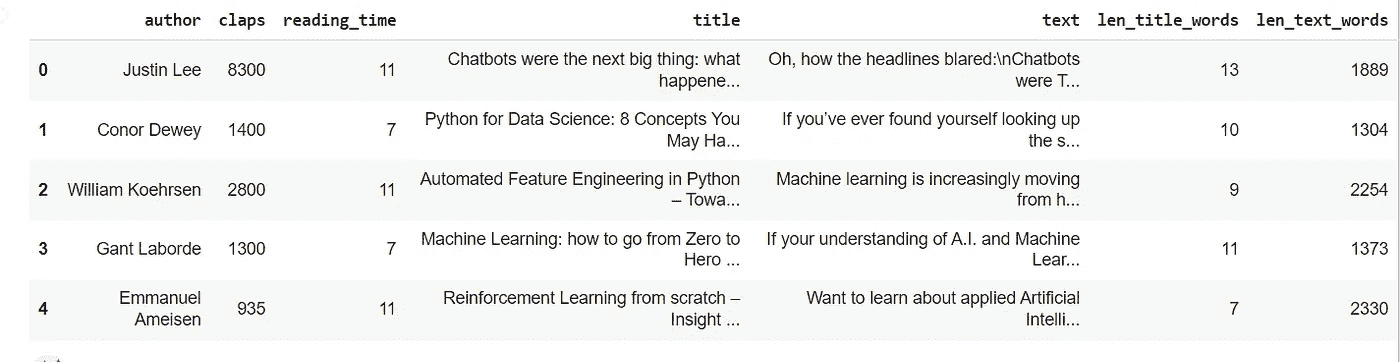 author claps reading_time title text len_title_words len_text_words
0 Justin Lee 8300 11 Chatbots were the next big thing: what happene... Oh, how the headlines blared:\nChatbots were T... 13 1889
1 Conor Dewey 1400 7 Python for Data Science: 8 Concepts You May Ha... If you've ever found yourself looking up the s... 10 1304
2 William Koehrsen 2800 11 Automated Feature Engineering in Python – Towa... Machine learning is increasingly moving from h... 9 2254
3 Gant Laborde 1300 7 Machine Learning: how to go from Zero to Hero ... If your understanding of A.I. and Machine Lear... 11 1373
4 Emmanuel Ameisen 935 11 Reinforcement Learning from scratch – Insight ... Want to learn about applied Artificial Intelli... 7 2330